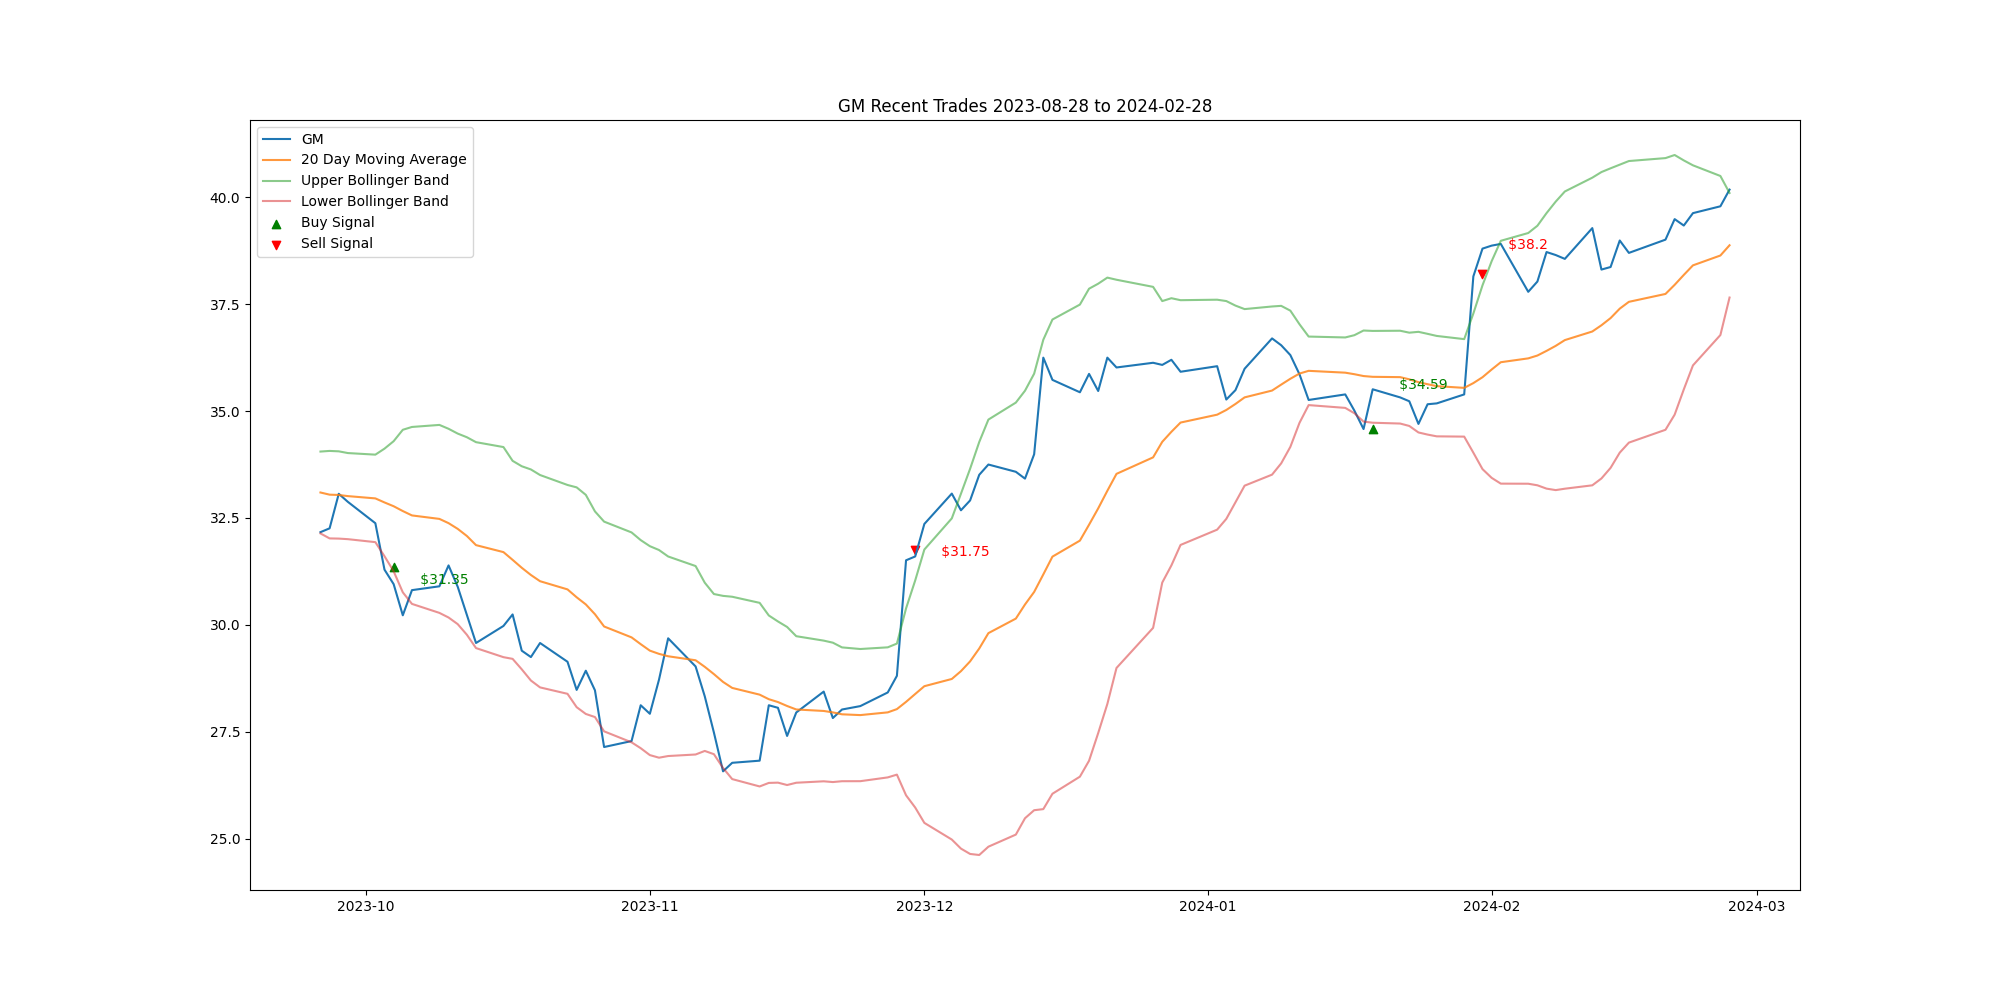 GM Recent Trades 2023-08-28 to 2024-02-28
GM
20 Day Moving Average
Upper Bollinger Band
Lower Bollinger Band
Buy Signal
Sell Signal
40.0
37.5
35.0
32.5
30.0
27.5
25.0
$38.2
$34.59
$31.75
$31.35
2023-10
2023-11
2023-12
2024-01
2024-02
2024-03